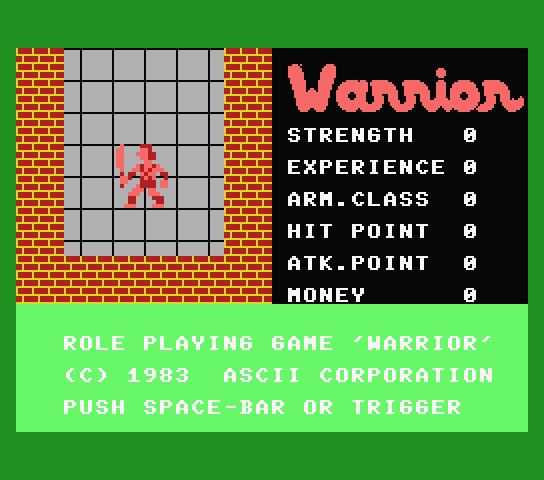 Warrior
STRENGTH 0
EXPERIENCE 0
ARM.CLASS 0
HIT POINT 0
ATK.POINT 0
MONEY 0
ROLE PLAYING GAME 'WARRIOR'
(C) 1983 ASCII CORPORATION
PUSH SPACE-BAR OR TRIGGER